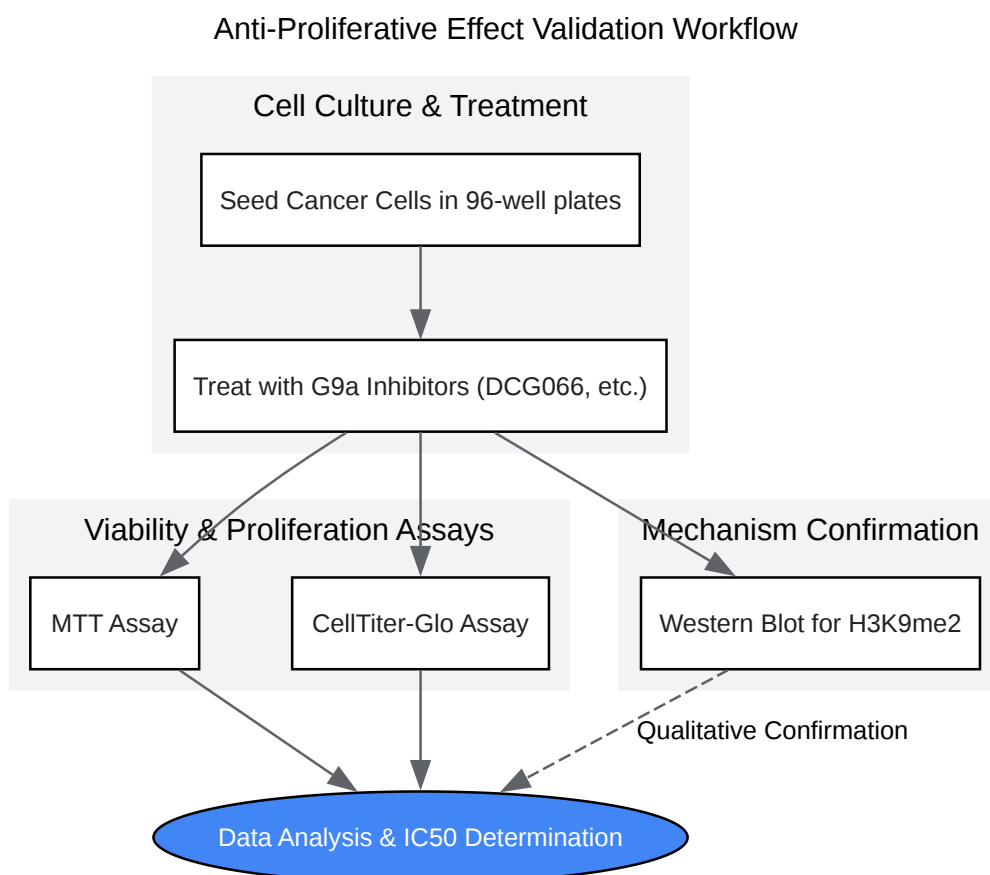 Anti-Proliferative Effect Validation Workflow
Cell Culture & Treatment
Seed Cancer Cells in 96-well plates
Treat with G9a Inhibitors (DCG066, etc.)
Viability & Proliferation Assays
Mechanism Confirmation
MTT Assay
CellTiter-Glo Assay
Western Blot for H3K9me2
Qualitative Confirmation
Data Analysis & IC50 Determination